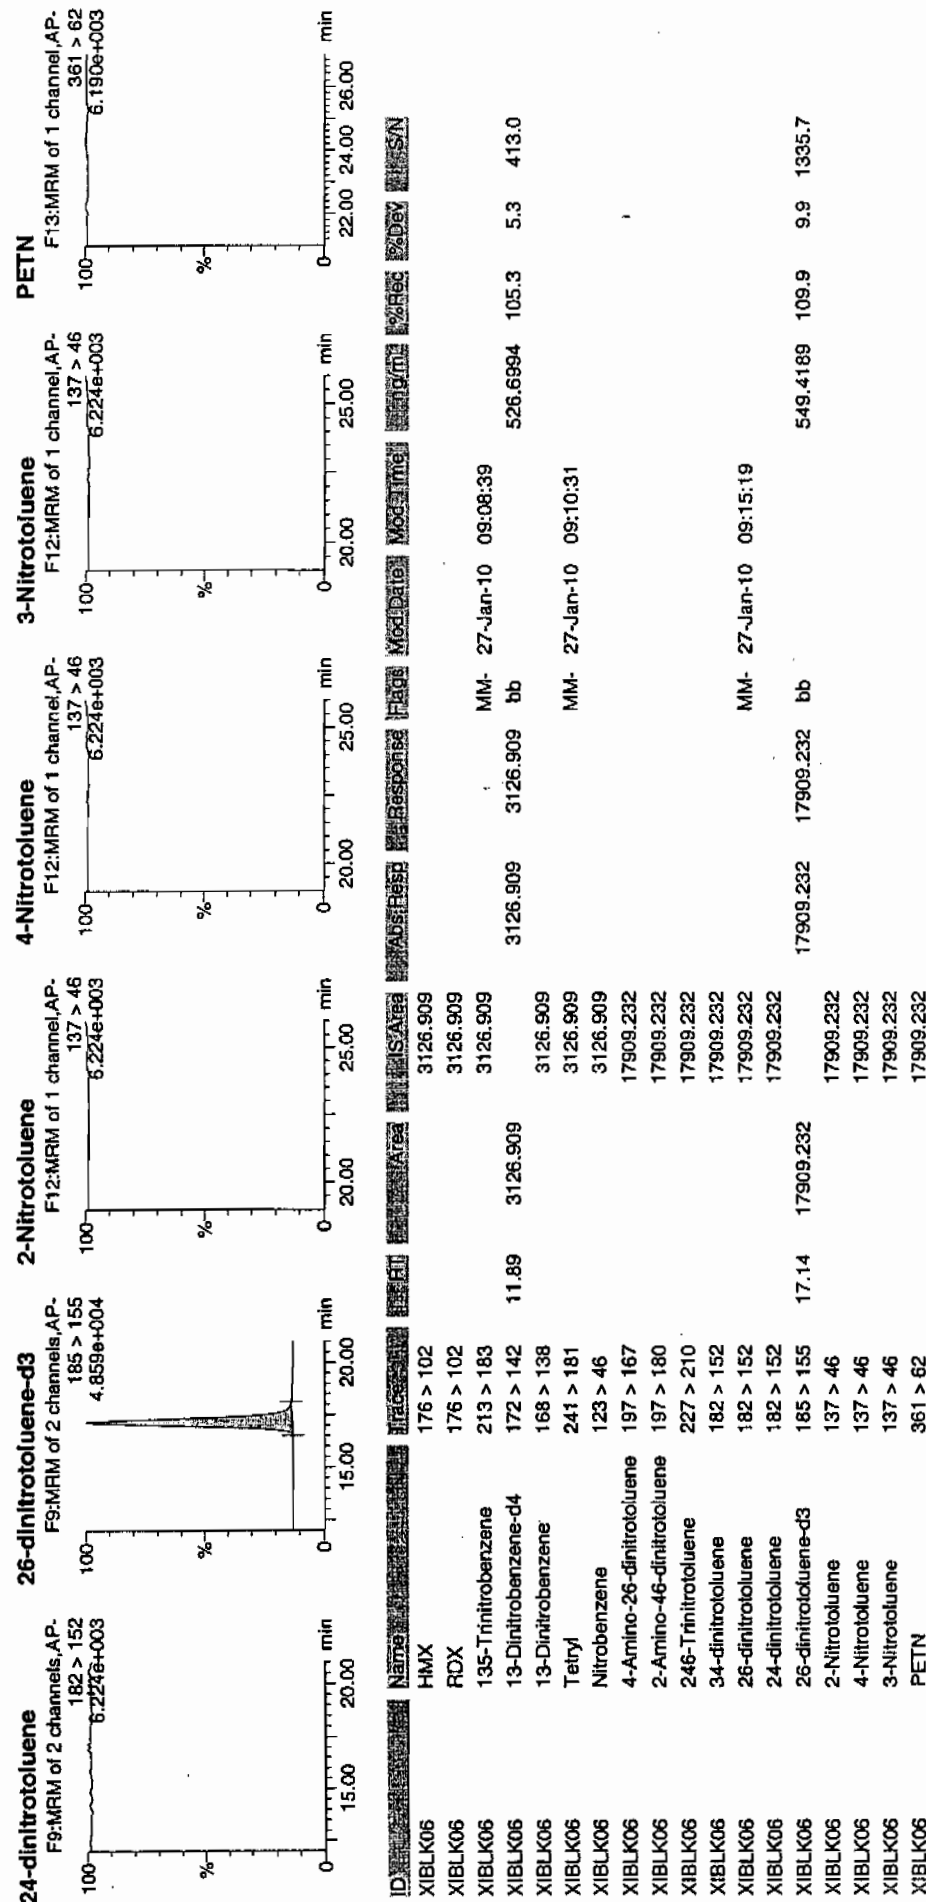 24-dinitrotoluene
F9:MRM of 2 channels,AP-
182 > 152
6.224e+003
100
%
0
15.00 20.00 min
26-dinitrotoluene-d3
F9:MRM of 2 channels,AP-
185 > 155
4.859e+004
100
%
0
15.00 20.00 min
2-Nitrotoluene
F12:MRM of 1 channel,AP-
137 > 46
6.224e+003
100
%
0
20.00 25.00 min
4-Nitrotoluene
F12:MRM of 1 channel,AP-
137 > 46
6.224e+003
100
%
0
20.00 25.00 min
3-Nitrotoluene
F12:MRM of 1 channel,AP-
137 > 46
6.224e+003
100
%
0
20.00 25.00 min
PETN
F13:MRM of 1 channel,AP-
361 > 62
6.190e+003
100
%
0
22.00 24.00 26.00 min
ID Name Trace RT Area IS Area Abs.Resp Response Flags Mod.Date Mod.Time ng/ml %Rec %Dev S/N
XIBLK06 HMX 176 > 102 3126.909
XIBLK06 RDX 176 > 102 3126.909
XIBLK06 135-Trinitrobenzene 213 > 183 3126.909 MM- 27-Jan-10 09:08:39
XIBLK06 13-Dinitrobenzene-d4 172 > 142 11.89 3126.909 3126.909 3126.909 bb 526.6994 105.3 5.3 413.0
XIBLK06 13-Dinitrobenzene 168 > 138 3126.909
XIBLK06 Tetryl 241 > 181 3126.909 MM- 27-Jan-10 09:10:31
XIBLK06 Nitrobenzene 123 > 46 3126.909
XIBLK06 4-Amino-26-dinitrotoluene 197 > 167 17909.232
XIBLK06 2-Amino-46-dinitrotoluene 197 > 180 17909.232
XIBLK06 246-Trinitrotoluene 227 > 210 17909.232
XIBLK06 34-dinitrotoluene 182 > 152 17909.232
XIBLK06 26-dinitrotoluene 182 > 152 17909.232 MM- 27-Jan-10 09:15:19
XIBLK06 24-dinitrotoluene 182 > 152 17909.232
XIBLK06 26-dinitrotoluene-d3 185 > 155 17.14 17909.232 17909.232 17909.232 bb 549.4189 109.9 9.9 1335.7
XIBLK06 2-Nitrotoluene 137 > 46 17909.232
XIBLK06 4-Nitrotoluene 137 > 46 17909.232
XIBLK06 3-Nitrotoluene 137 > 46 17909.232
XIBLK06 PETN 361 > 62 17909.232